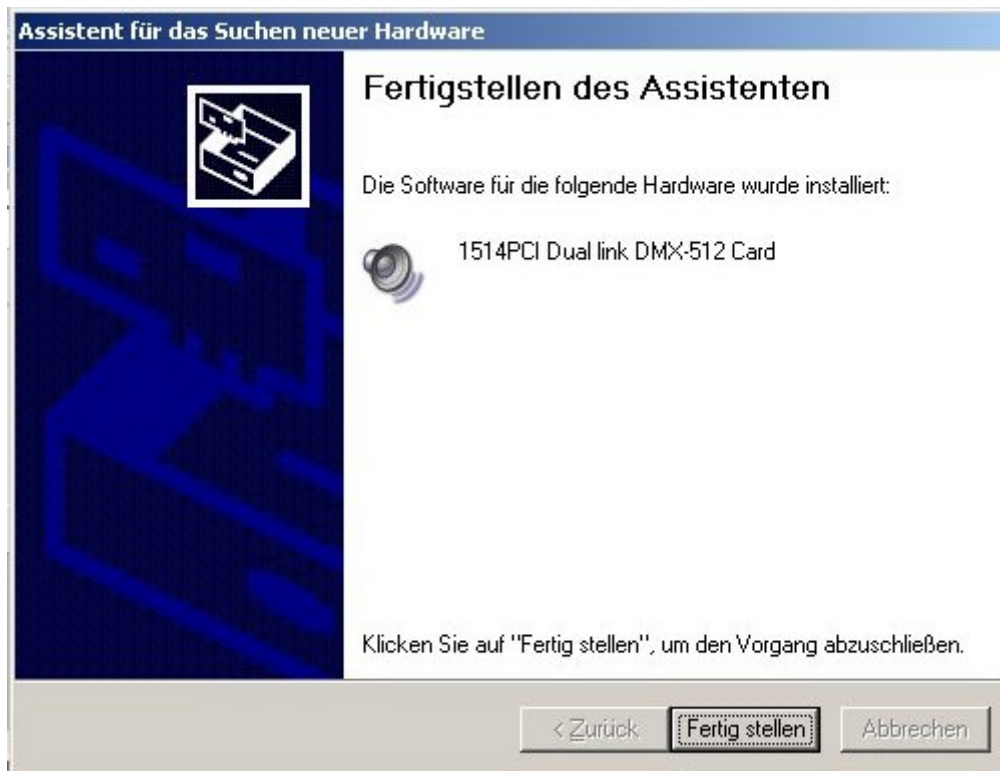 Assistent für das Suchen neuer Hardware
Fertigstellen des Assistenten
Die Software für die folgende Hardware wurde installiert:
1514PCI Dual link DMX-512 Card
Klicken Sie auf "Fertig stellen", um den Vorgang abzuschließen.
< Zurück Fertig stellen Abbrechen